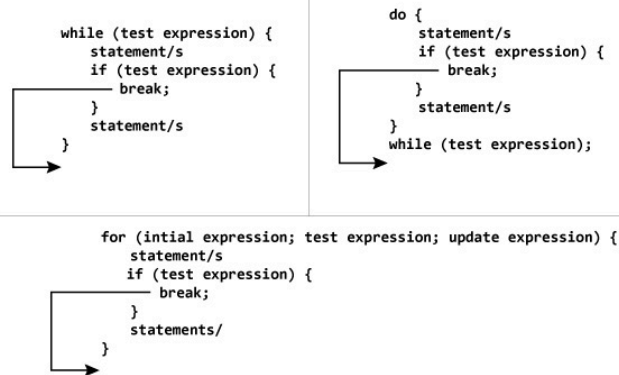 while (test expression) {
statement/s
if (test expression) {
break;
}
statement/s
}
do {
statement/s
if (test expression) {
break;
}
statement/s
}
while (test expression);
for (intial expression; test expression; update expression) {
statement/s
if (test expression) {
break;
}
statements/
}